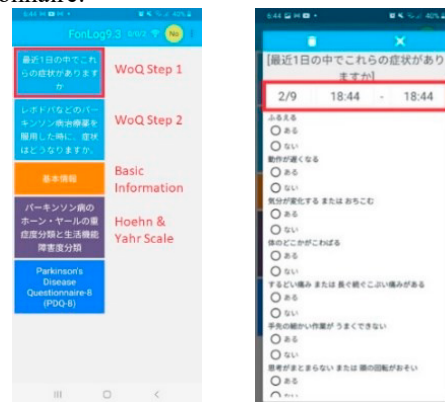 6:44
40%
FonLog9.3 0/0/2
No
最近1日の中でこれ
らの症状があります
か
WoQ Step 1
レボドパなどのパー
キンソン病治療薬を
服用した時に、症状
はどうなりますか。
WoQ Step 2
基本情報
Basic
Information
パーキンソン病の
ホーン・ヤールの重
症度分類と生活機能
障害度分類
Hoehn &
Yahr Scale
Parkinson's
Disease
Questionnaire-8
(PDQ-8)
6:44
40%
[最近1日の中でこれらの症状があり
ますか]
2/9 18:44 - 18:44
ふるえる
ある
ない
動作が遅くなる
ある
ない
気分が変化する または おちこむ
ある
ない
体のどこかがこわばる
ある
ない
するどい痛み または 長く続くこぶい痛みがある
ある
ない
手先の細かい作業が うまくできない
ある
ない
思考がまとまらない または 頭の回転がおそい
ある